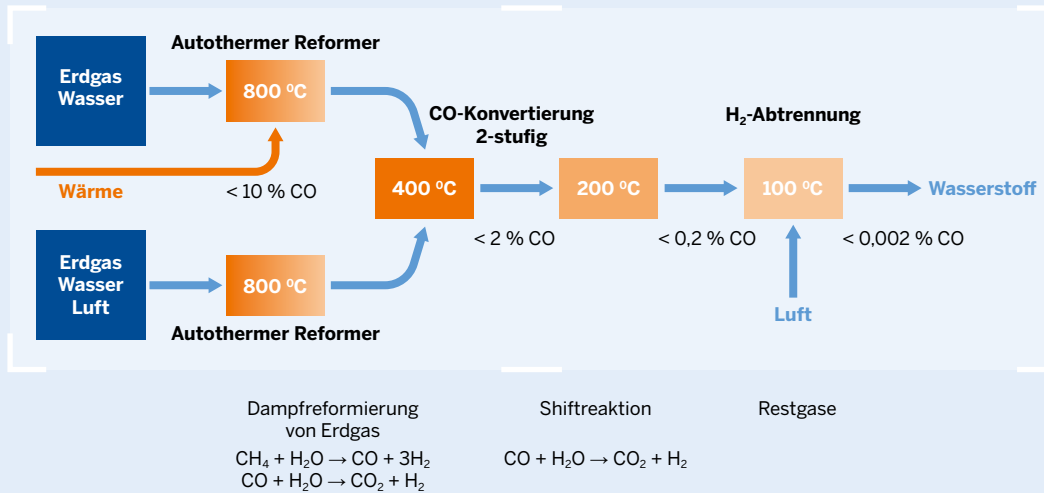 Autothermer Reformer
Erdgas
Wasser
800 °C
Wärme
< 10 % CO
CO-Konvertierung
2-stufig
H₂-Abtrennung
400 °C
200 °C
100 °C
Wasserstoff
< 2 % CO
< 0,2 % CO
< 0,002 % CO
Erdgas
Wasser
Luft
800 °C
Autothermer Reformer
Luft
Dampfreformierung
von Erdgas
CH₄ + H₂O → CO + 3H₂
CO + H₂O → CO₂ + H₂
Shiftreaktion
CO + H₂O → CO₂ + H₂
Restgase